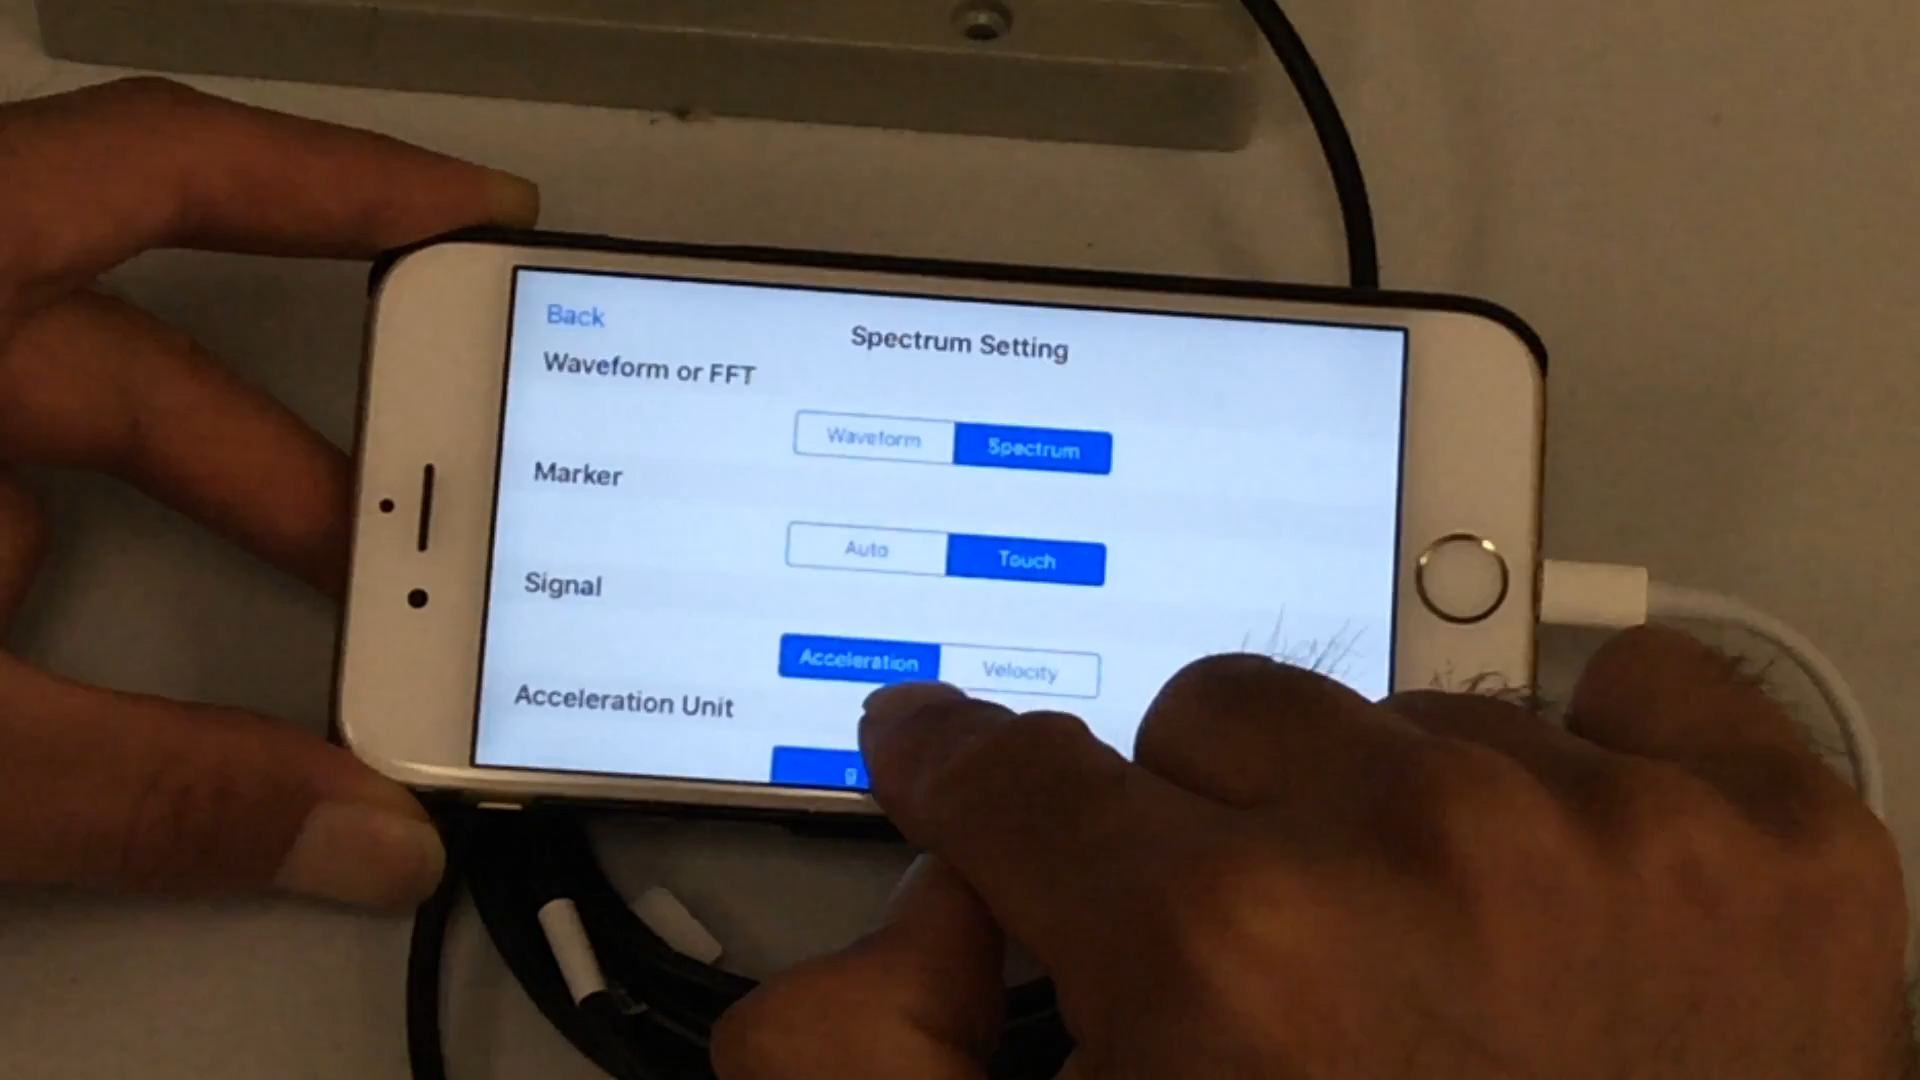 Back
Spectrum Setting
Waveform or FFT
Waveform Spectrum
Marker
Auto Touch
Signal
Acceleration Velocity
Acceleration Unit
g